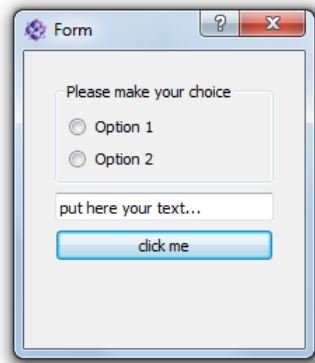 Form
Please make your choice
Option 1
Option 2
put here your text...
click me